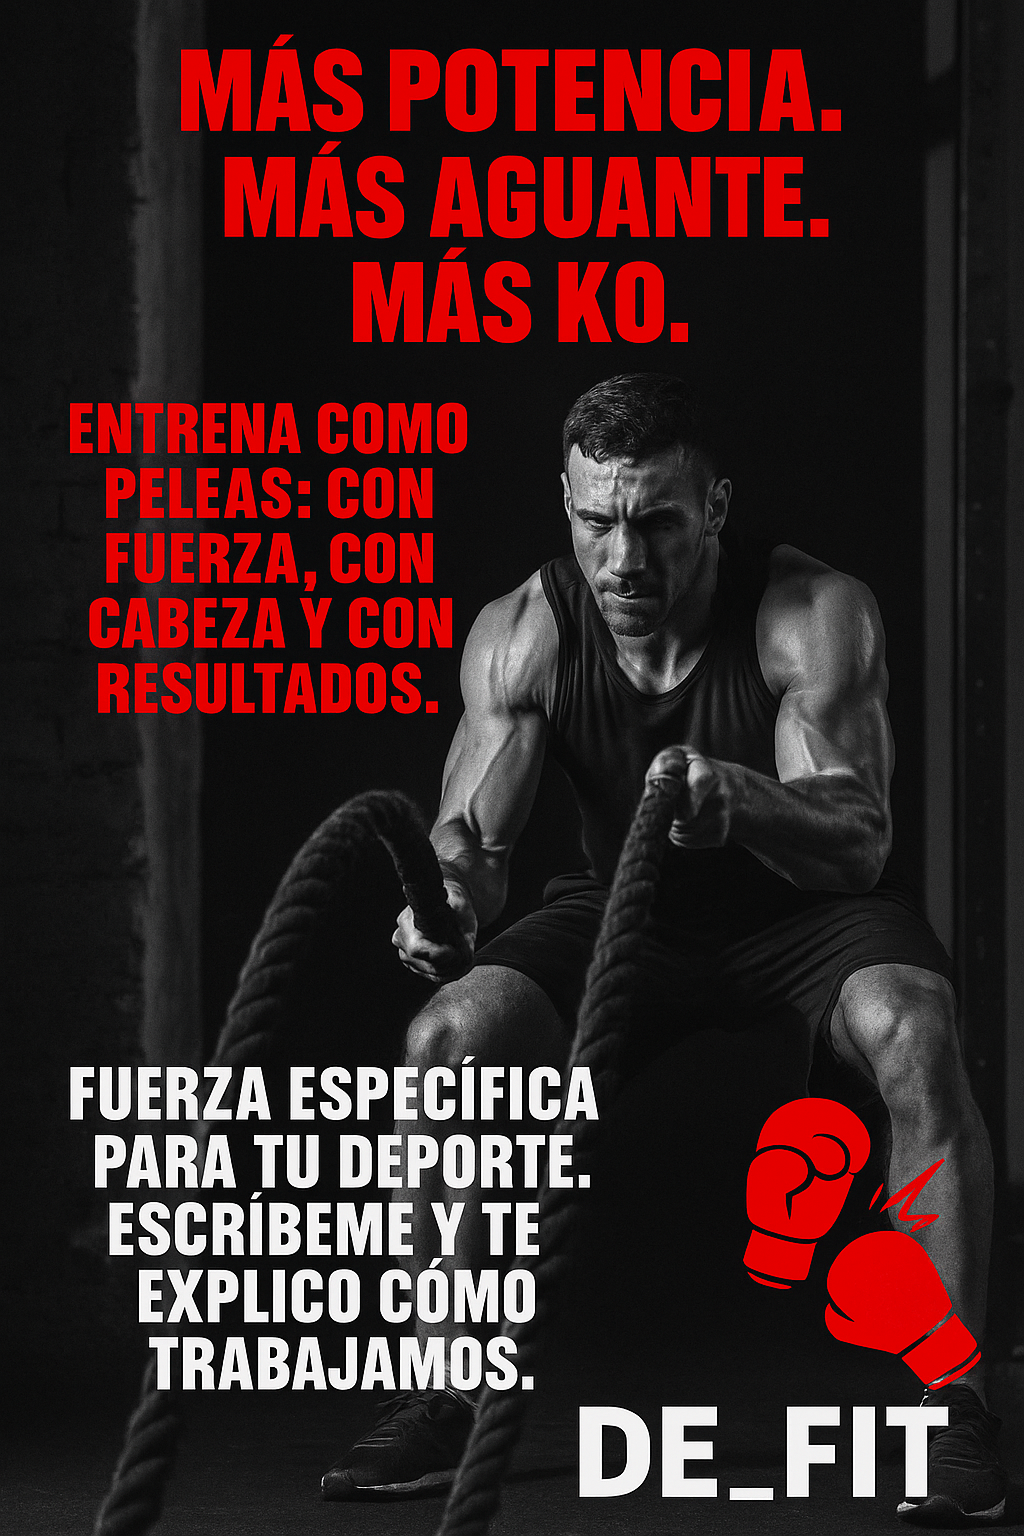 MÁS POTENCIA.
MÁS AGUANTE.
MÁS KO.
ENTRENA COMO
PELEAS: CON
FUERZA, CON
CABEZA Y CON
RESULTADOS.
FUERZA ESPECÍFICA
PARA TU DEPORTE.
ESCRÍBEME Y TE
EXPLICO CÓMO
TRABAJAMOS.
DE_FIT